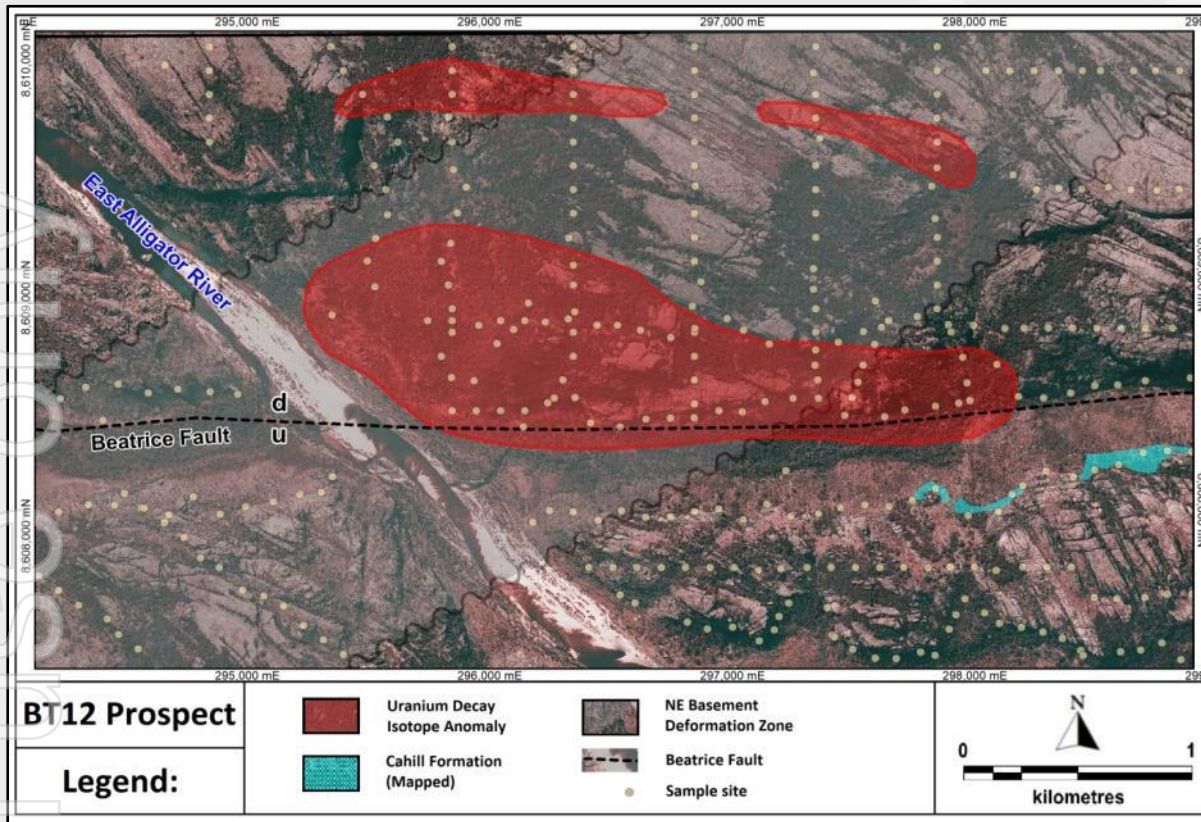 295,000 mE
296,000 mE
297,000 mE
298,000 mE
8,610,000 mN
8,609,000 mN
8,608,000 mN
East Alligator River
d
u
Beatrice Fault
295,000 mE
296,000 mE
297,000 mE
298,000 mE
BT12 Prospect
Legend:
Uranium Decay
Isotope Anomaly
Cahill Formation
(Mapped)
NE Basement
Deformation Zone
Beatrice Fault
Sample site
N
0
1
kilometres